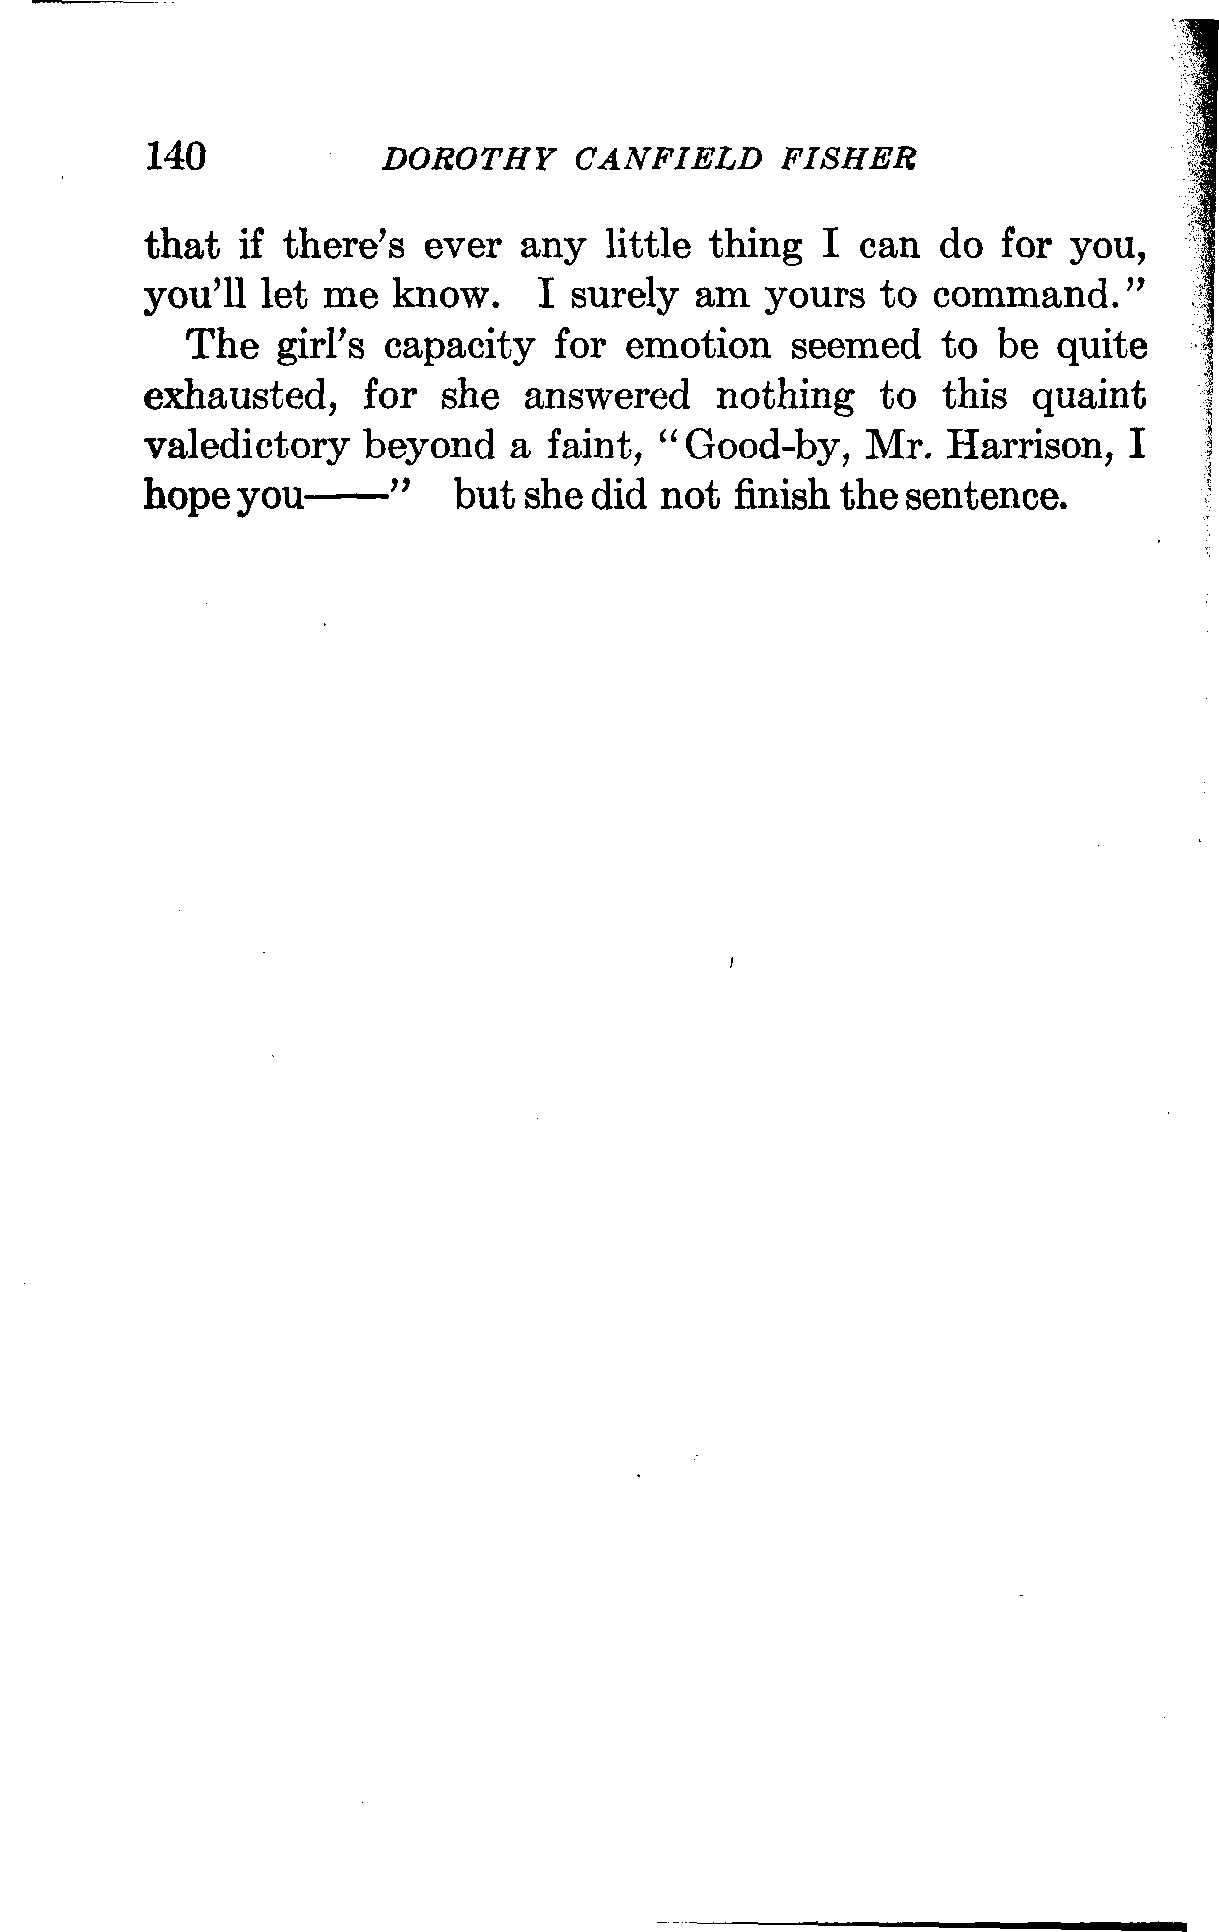 140 DOROTHY CANFIELD FISHER
that if there's ever any little thing I can do for you,
you'll let me know. I surely am yours to command."
The girl's capacity for emotion seemed to be quite
exhausted, for she answered nothing to this quaint
valedictory beyond a faint, "Good-by, Mr. Harrison, I
hope you——" but she did not finish the sentence.